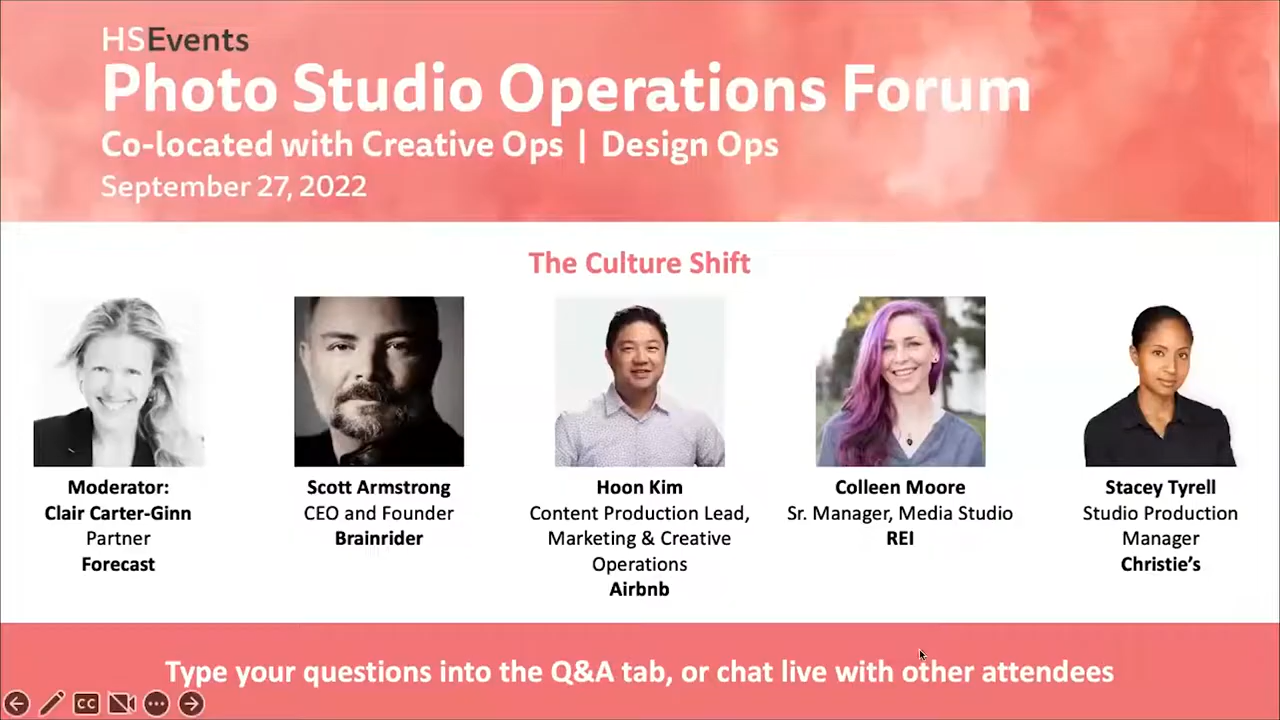 HSEvents
Photo Studio Operations Forum
Co-located with Creative Ops | Design Ops
September 27, 2022
The Culture Shift
Moderator:
Clair Carter-Ginn
Partner
Forecast
Scott Armstrong
CEO and Founder
Brainrider
Hoon Kim
Content Production Lead,
Marketing & Creative
Operations
Airbnb
Colleen Moore
Sr. Manager, Media Studio
REI
Stacey Tyrell
Studio Production
Manager
Christie’s
Type your questions into the Q&A tab, or chat live with other attendees
CC